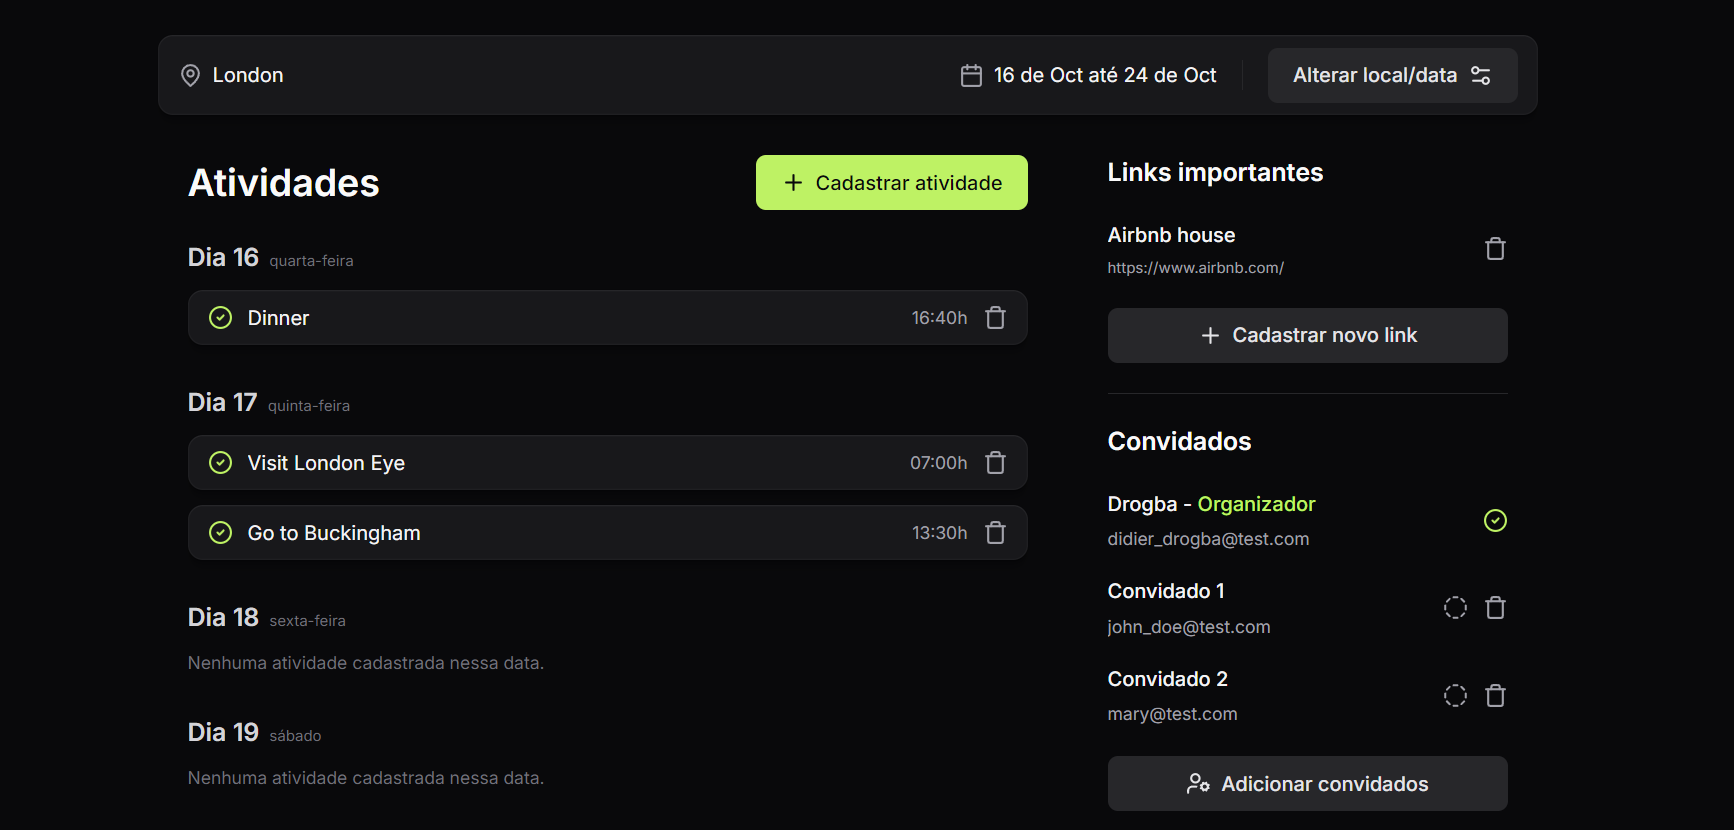 London
16 de Oct até 24 de Oct
Alterar local/data
Atividades
Cadastrar atividade
Dia 16 quarta-feira
Dinner 16:40h
Dia 17 quinta-feira
Visit London Eye 07:00h
Go to Buckingham 13:30h
Dia 18 sexta-feira
Nenhuma atividade cadastrada nessa data.
Dia 19 sábado
Nenhuma atividade cadastrada nessa data.
Links importantes
Airbnb house
https://www.airbnb.com/
Cadastrar novo link
Convidados
Drogba - Organizador
didier_drogba@test.com
Convidado 1
john_doe@test.com
Convidado 2
mary@test.com
Adicionar convidados